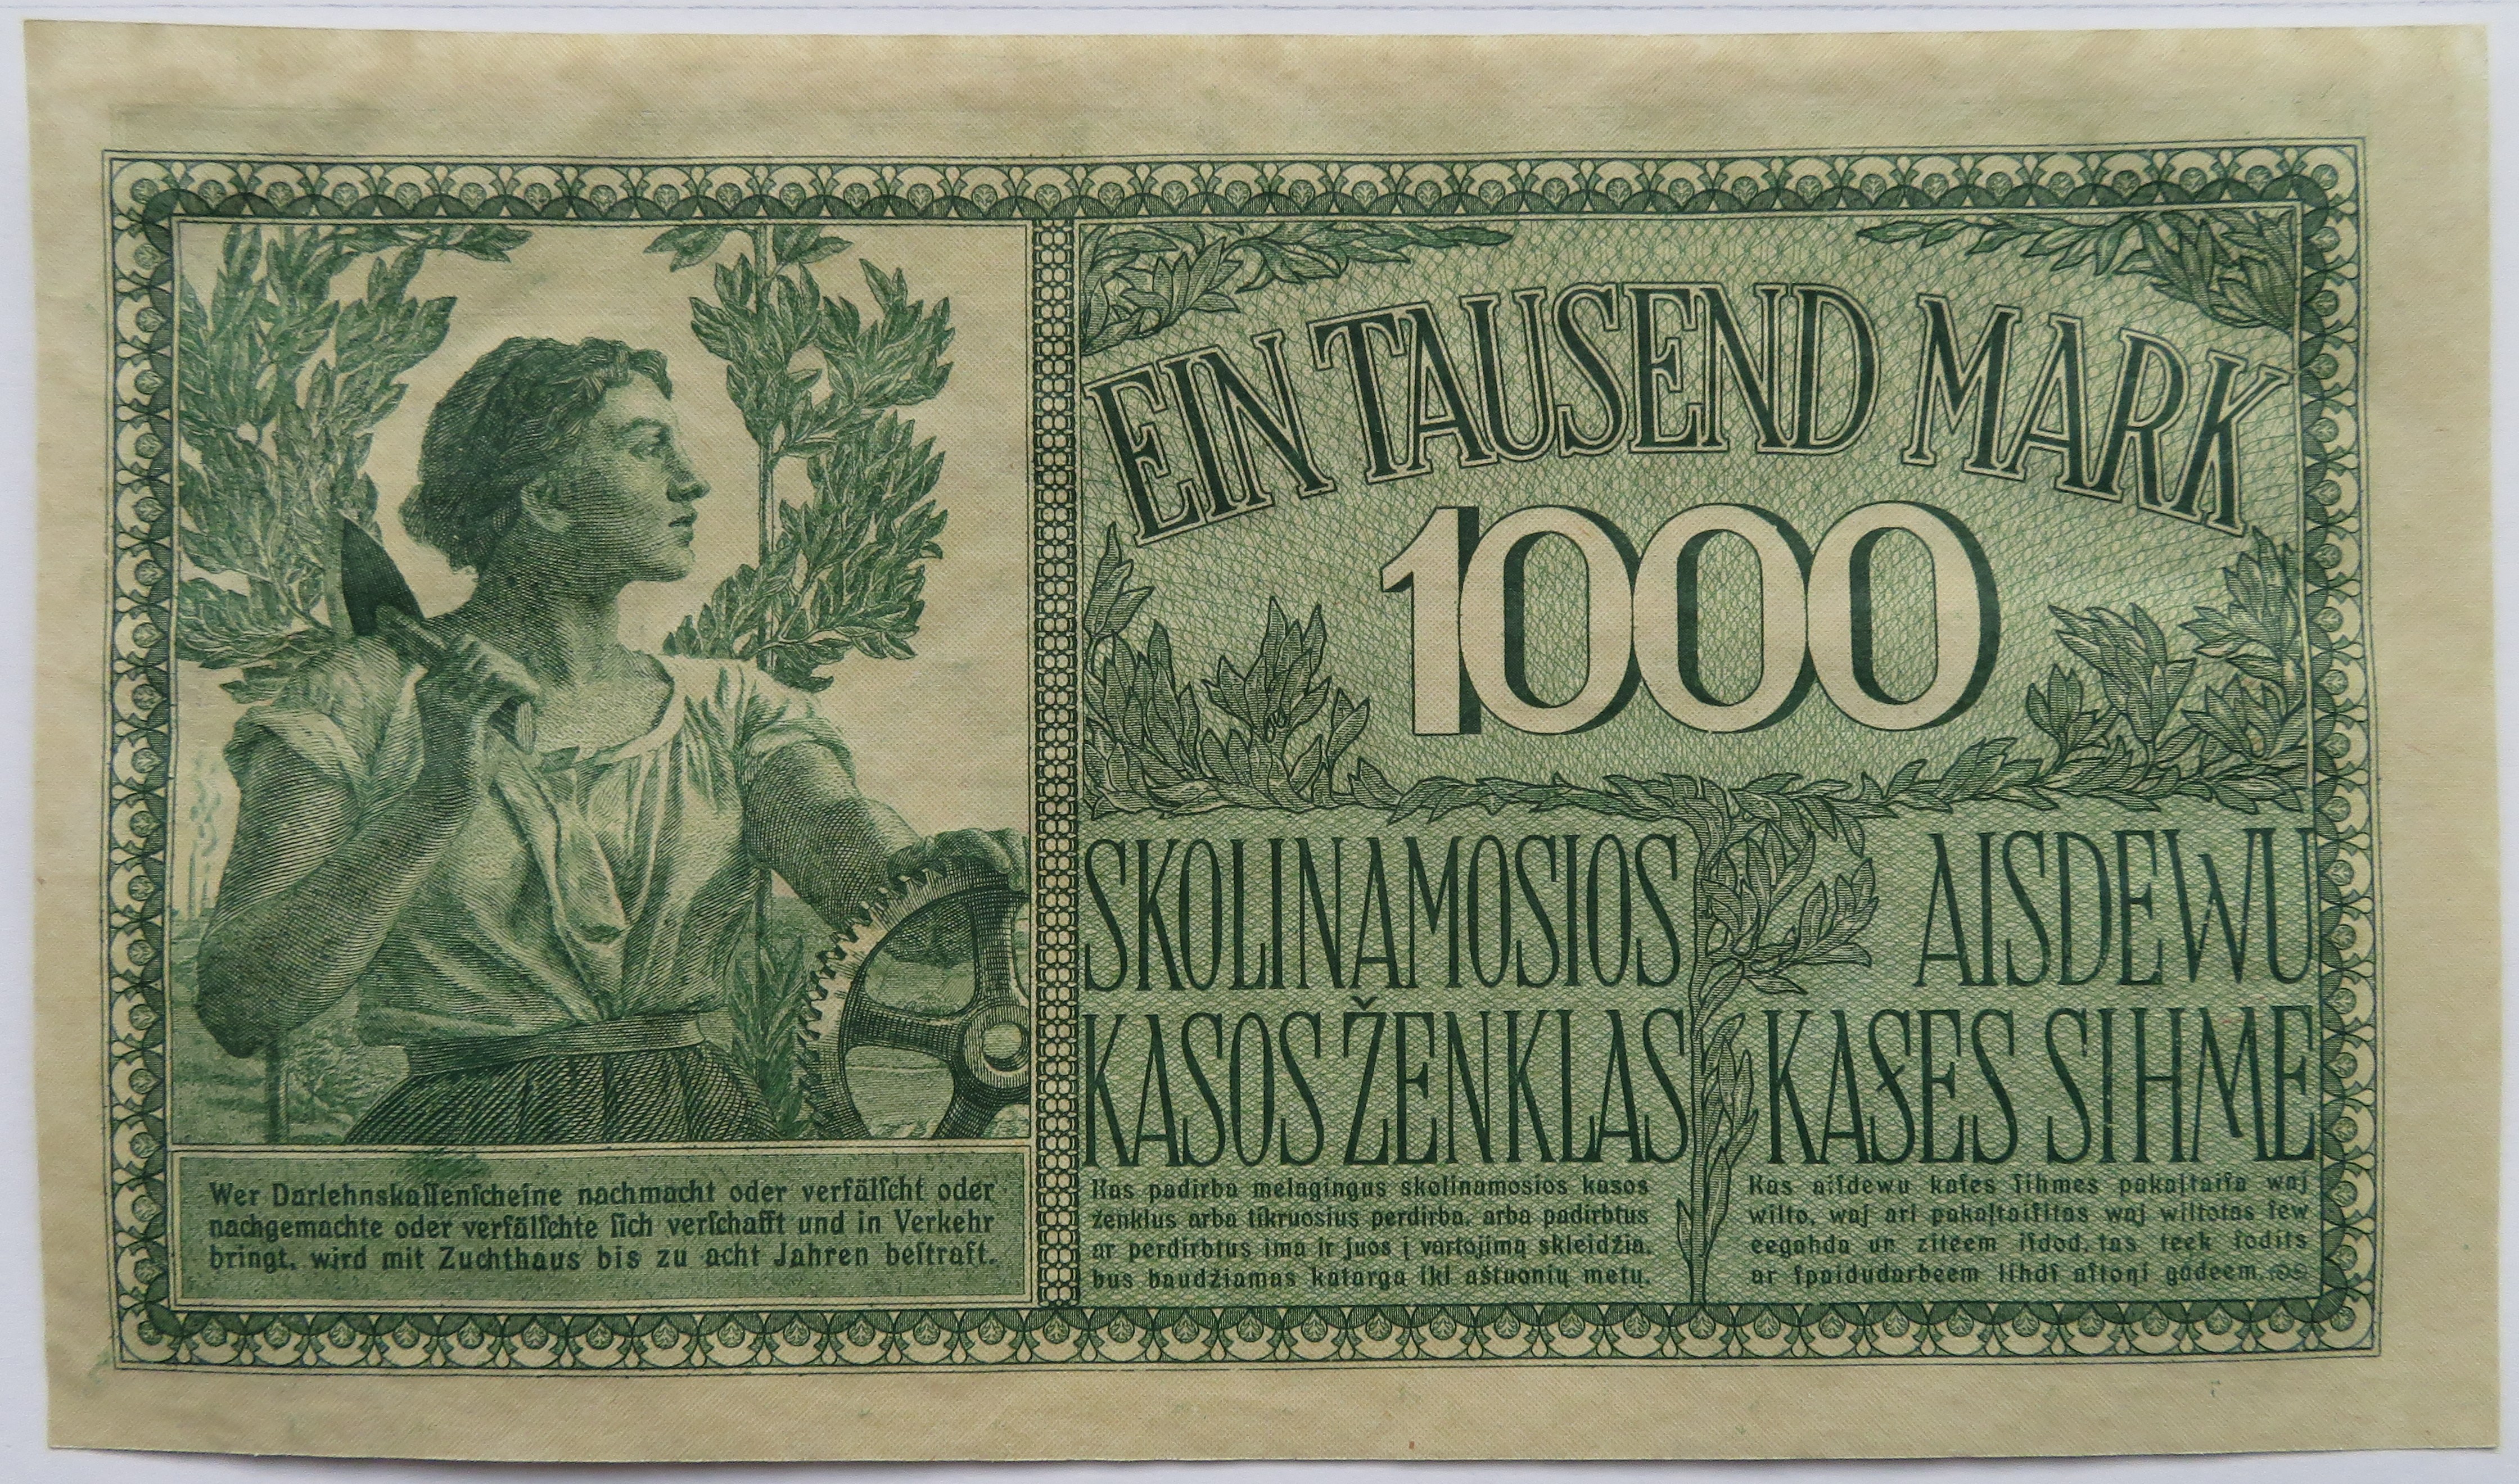 EIN TAUSEND MARK
1000
SKOLINAMOSIOS
KASOS ŽENKLAS
AISDEWU
KASES SIHME
Wer Darlehnskaſſenſcheine nachmacht oder verfälſcht oder
nachgemachte oder verfälſchte ſich verſchafft und in Verkehr
bringt, wird mit Zuchthaus bis zu acht Jahren beſtraft.
Kas padirba melagingus skolinamosios kasos
ženklus arba tikruosius perdirba, arba padirbtus
ar perdirbtus ima ir juos į vartojimą skleidžia,
bus baudžiamas katarga iki aštuonių metų.
Kas aiſdewu kaſes ſihmes pakaļtaiſa waj
wilto, waj ari pakaļtaiſitas waj wiltotas ſew
eegahda un ziteem iſdod, tas teek ſodits
ar ſpaidudarbeem lihdſ aſtoņi gadeem.